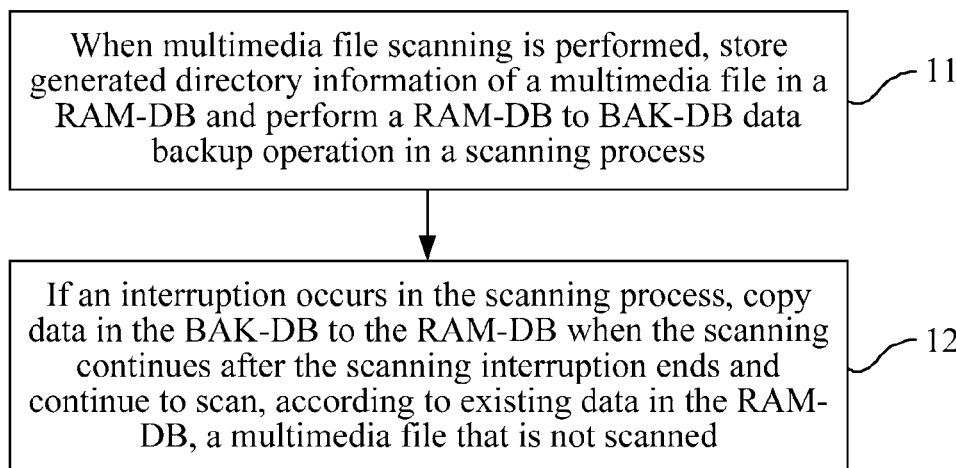 When multimedia file scanning is performed, store
generated directory information of a multimedia file in a
RAM-DB and perform a RAM-DB to BAK-DB data
backup operation in a scanning process
11
If an interruption occurs in the scanning process, copy
data in the BAK-DB to the RAM-DB when the scanning
continues after the scanning interruption ends and
continue to scan, according to existing data in the RAM-
DB, a multimedia file that is not scanned
12